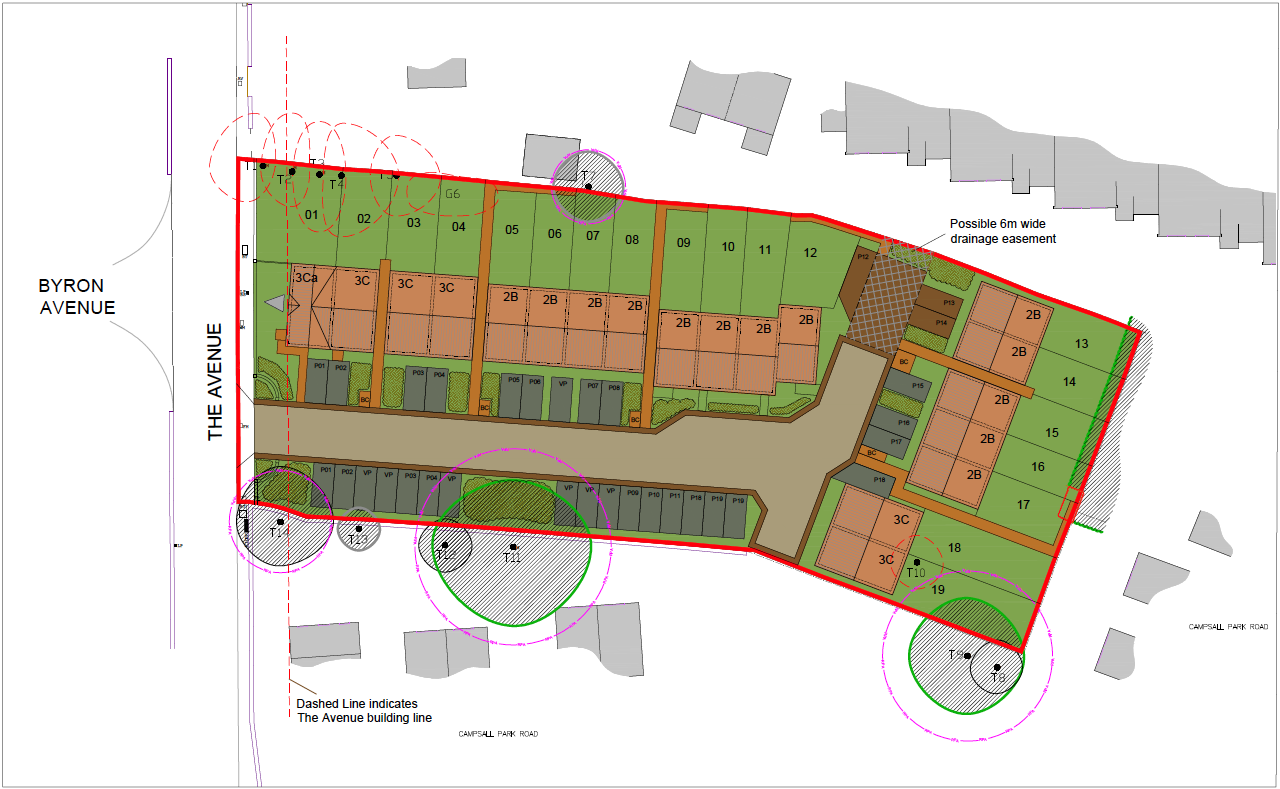 BYRON
AVENUE
THE AVENUE
T2
T4
G6
T7
01
02
03
04
05
06
07
08
09
10
11
12
Possible 6m wide
drainage easement
3Ca
3C
3C
3C
2B
2B
2B
2B
2B
2B
2B
2B
P12
P13
P14
2B
2B
13
14
15
16
17
P01
P02
BC
P03
P04
BC
P05
P06
VP
P07
P08
BC
BC
P15
P16
P17
BC
P18
2B
2B
2B
P01
P02
VP
VP
P03
P04
VP
VP
VP
VP
P09
P10
P11
P18
P19
P19
3C
3C
18
19
T14
T13
T12
T11
T10
T9
T8
CAMPSALL PARK ROAD
Dashed Line indicates
The Avenue building line
CAMPSALL PARK ROAD